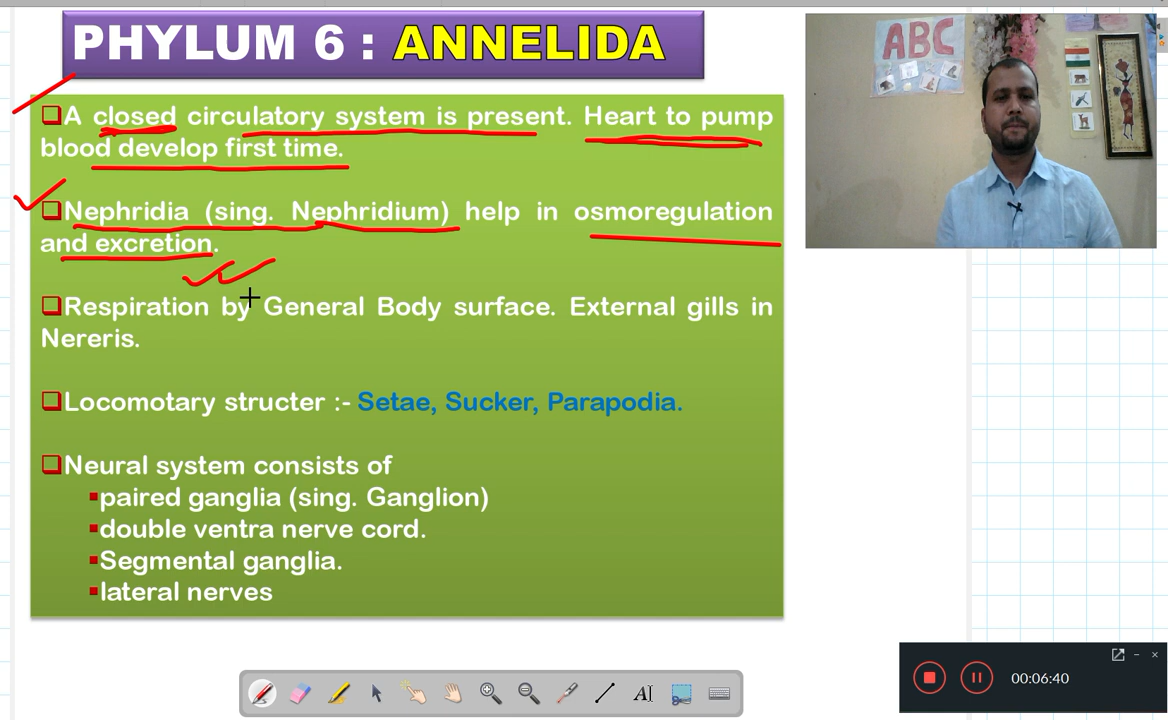 PHYLUM 6 : ANNELIDA
A closed circulatory system is present. Heart to pump
blood develop first time.
Nephridia (sing. Nephridium) help in osmoregulation
and excretion.
Respiration by General Body surface. External gills in
Nereris.
Locomotary structer :- Setae, Sucker, Parapodia.
Neural system consists of
paired ganglia (sing. Ganglion)
double ventra nerve cord.
Segmental ganglia.
lateral nerves
ABC
00:06:40